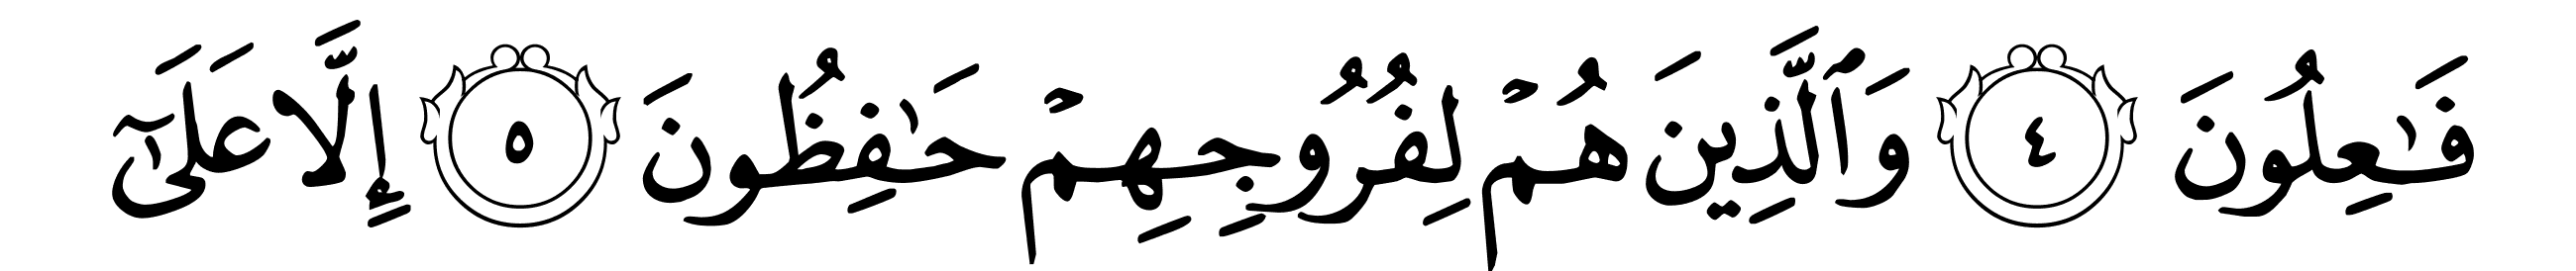 فَـٰعِلُونَ ٤ وَٱلَّذِينَ هُمْ لِفُرُوجِهِمْ حَـٰفِظُونَ ٥ إِلَّا عَلَىٰٓ